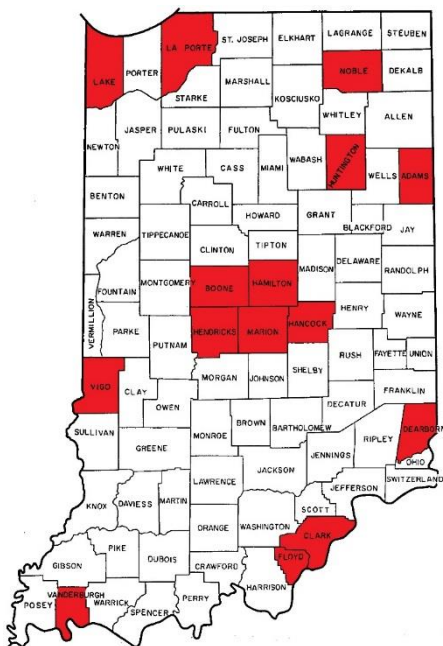 LAKE
PORTER
LA PORTE
ST. JOSEPH
ELKHART
LAGRANGE
STEUBEN
NOBLE
DEKALB
STARKE
MARSHALL
KOSCIUSKO
WHITLEY
ALLEN
NEWTON
JASPER
PULASKI
FULTON
WABASH
HUNTINGTON
WELLS
ADAMS
WHITE
CASS
MIAMI
BENTON
CARROLL
HOWARD
GRANT
BLACKFORD
JAY
WARREN
TIPPECANOE
CLINTON
TIPTON
MADISON
DELAWARE
RANDOLPH
FOUNTAIN
MONTGOMERY
BOONE
HAMILTON
HENRY
WAYNE
VERMILLION
PARKE
PUTNAM
HENDRICKS
MARION
HANCOCK
RUSH
FAYETTE
UNION
VIGO
CLAY
OWEN
MORGAN
JOHNSON
SHELBY
DECATUR
FRANKLIN
SULLIVAN
GREENE
MONROE
BROWN
BARTHOLOMEW
JENNINGS
RIPLEY
DEARBORN
OHIO
SWITZERLAND
JEFFERSON
JACKSON
LAWRENCE
KNOX
DAVIESS
MARTIN
ORANGE
WASHINGTON
SCOTT
CLARK
FLOYD
GIBSON
PIKE
DUBOIS
CRAWFORD
HARRISON
POSEY
VANDERBURGH
WARRICK
SPENCER
PERRY